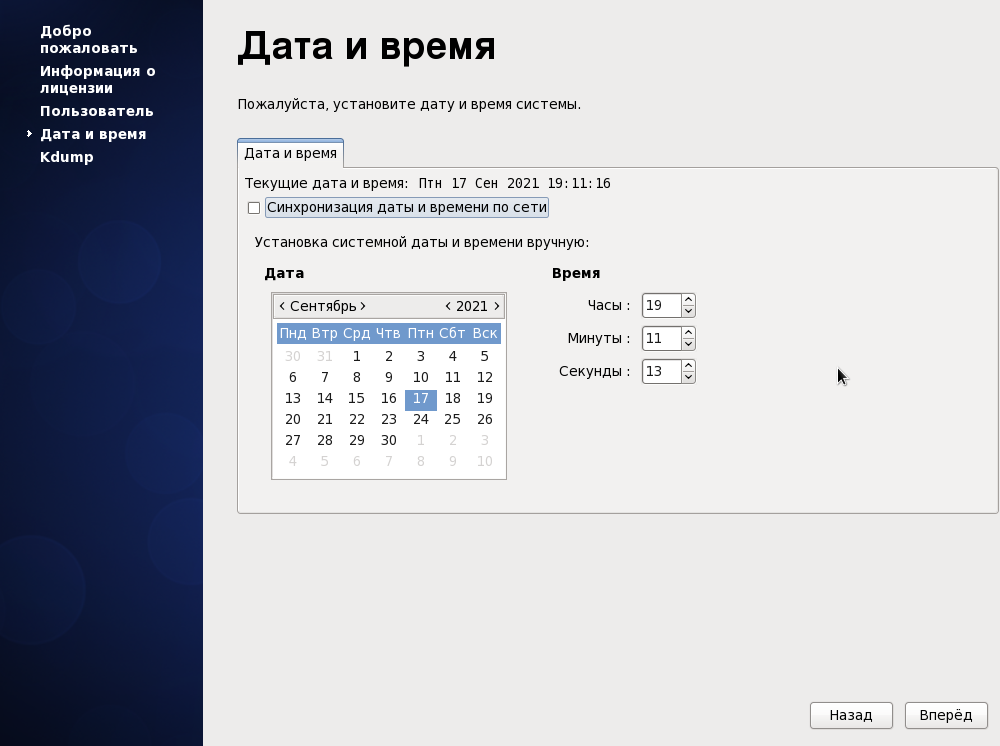 Добро
пожаловать
Информация о
лицензии
Пользователь
Дата и время
Kdump
Дата и время
Пожалуйста, установите дату и время системы.
Дата и время
Текущие дата и время: Птн 17 Сен 2021 19:11:16
Синхронизация даты и времени по сети
Установка системной даты и времени вручную:
Дата
Время
< Сентябрь > < 2021 >
Пнд Втр Срд Чтв Птн Сбт Вск
30 31 1 2 3 4 5
6 7 8 9 10 11 12
13 14 15 16 17 18 19
20 21 22 23 24 25 26
27 28 29 30 1 2 3
4 5 6 7 8 9 10
Часы : 19
Минуты : 11
Секунды : 13
Назад
Вперёд